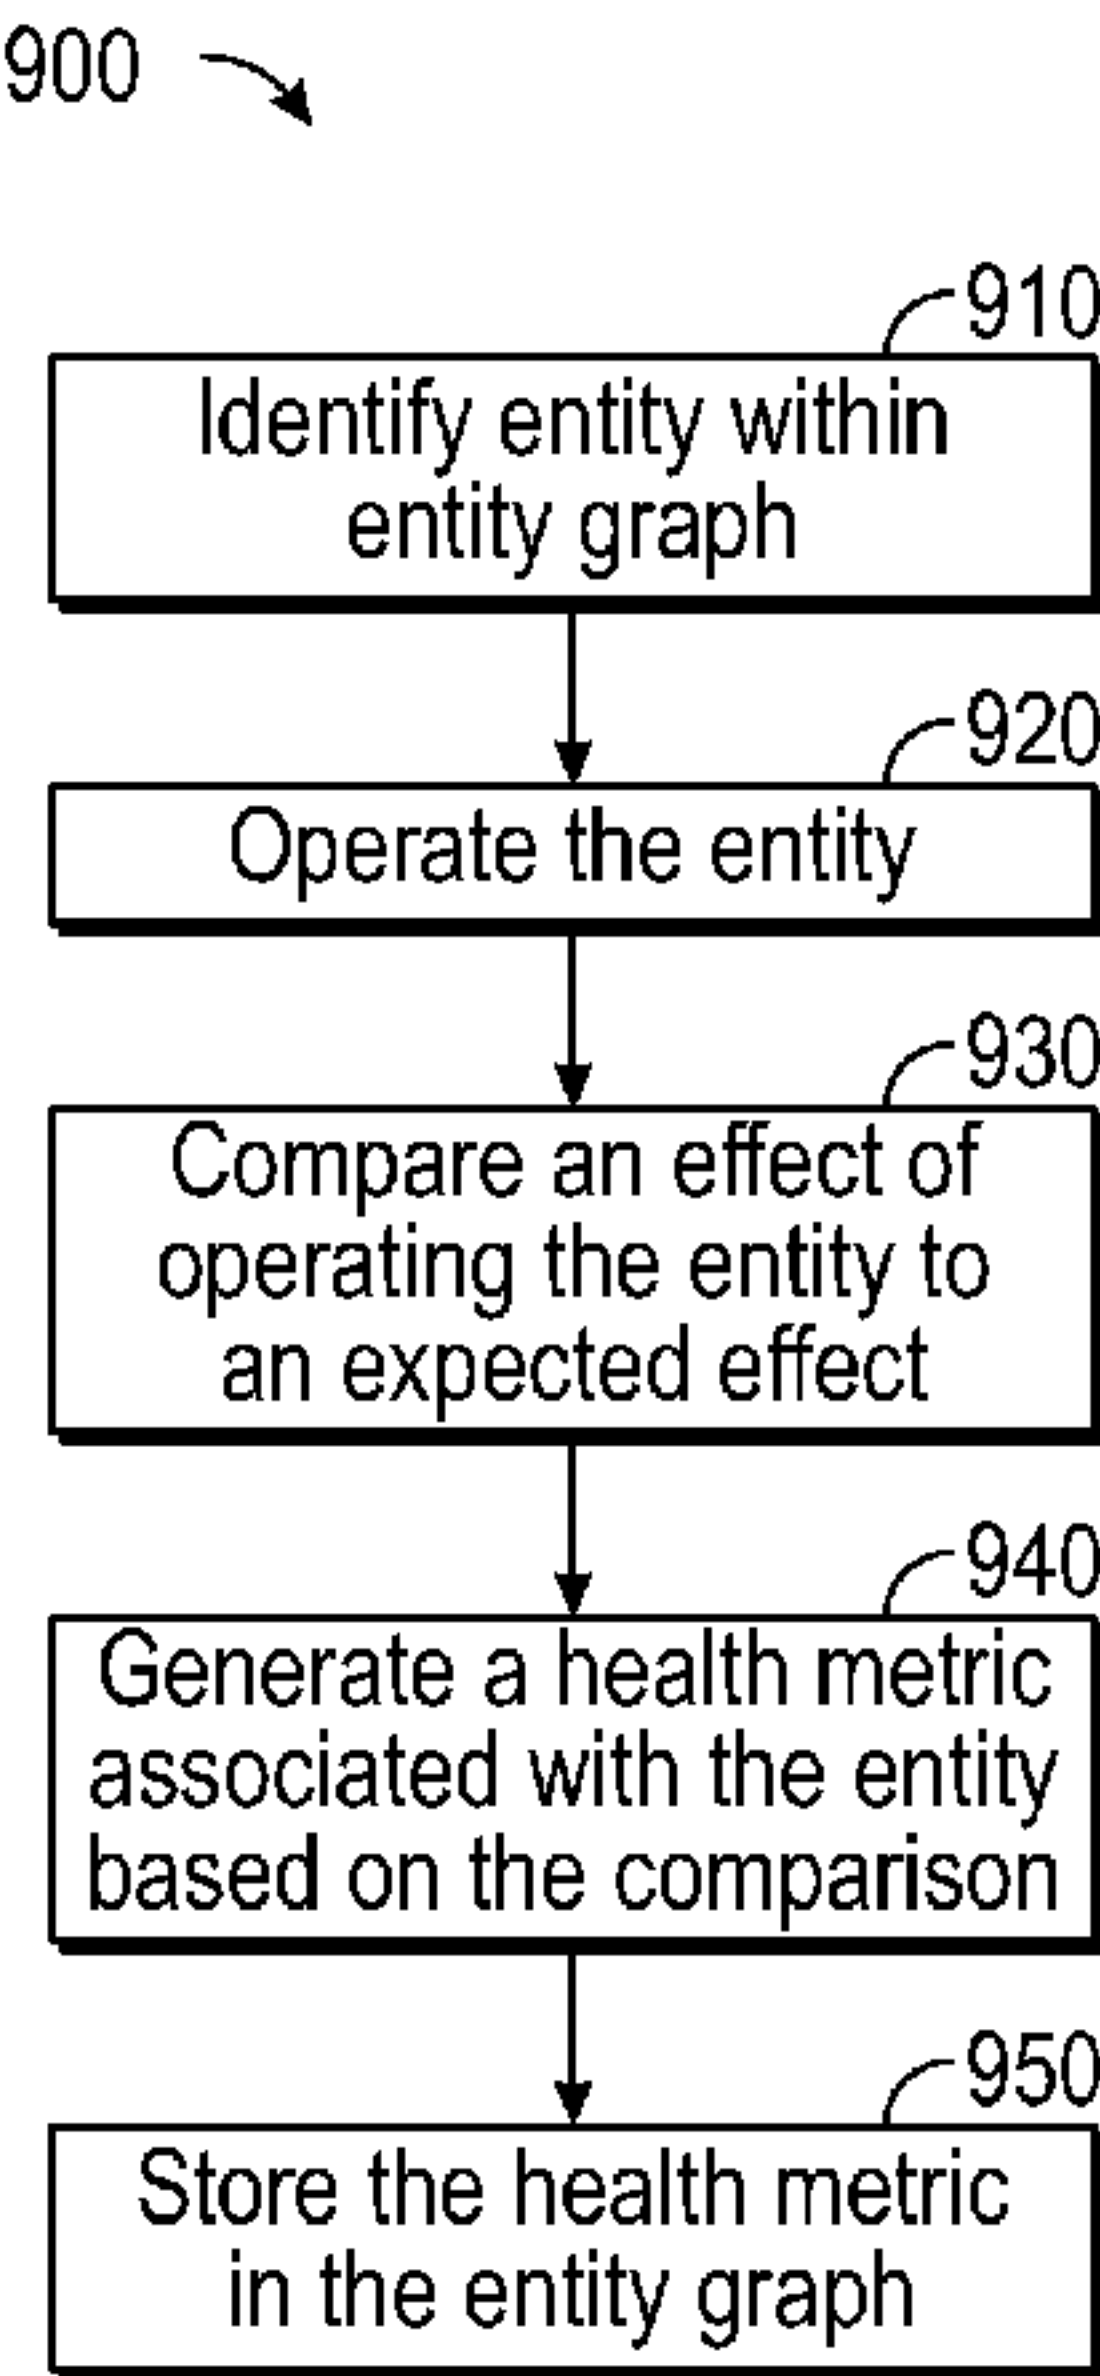 900
910
Identify entity within
entity graph
920
Operate the entity
930
Compare an effect of
operating the entity to
an expected effect
940
Generate a health metric
associated with the entity
based on the comparison
950
Store the health metric
in the entity graph